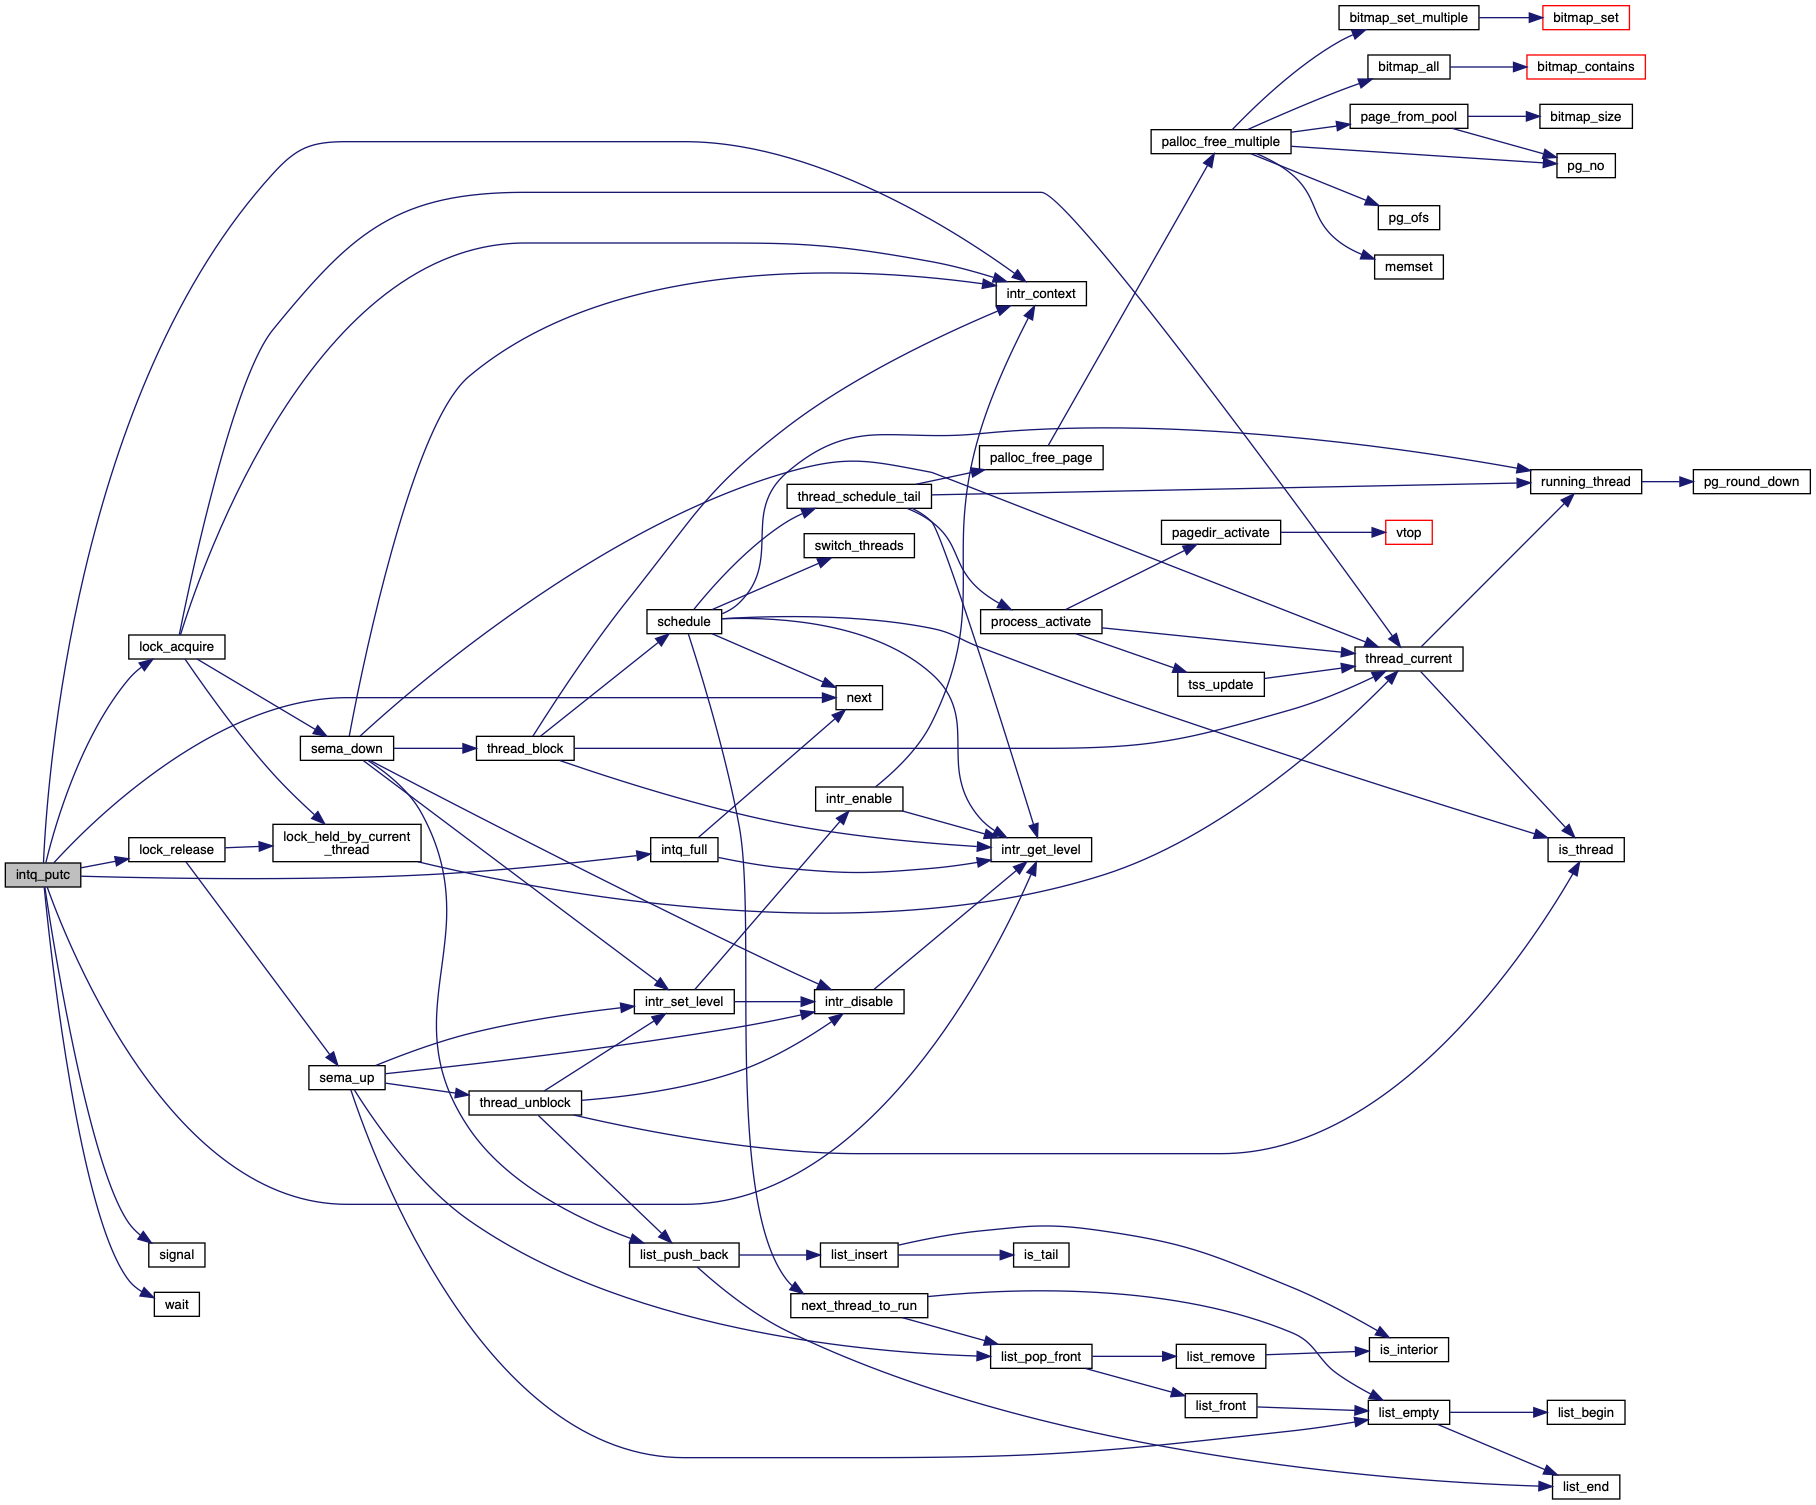 bitmap_set_multiple
bitmap_set
bitmap_all
bitmap_contains
page_from_pool
bitmap_size
palloc_free_multiple
pg_no
pg_ofs
memset
intr_context
palloc_free_page
running_thread
pg_round_down
thread_schedule_tail
switch_threads
pagedir_activate
vtop
schedule
process_activate
lock_acquire
thread_current
tss_update
next
sema_down
thread_block
intr_enable
lock_held_by_current
_thread
lock_release
intq_full
intr_get_level
is_thread
intq_putc
intr_set_level
intr_disable
sema_up
thread_unblock
signal
list_push_back
list_insert
is_tail
wait
next_thread_to_run
list_pop_front
list_remove
is_interior
list_front
list_empty
list_begin
list_end